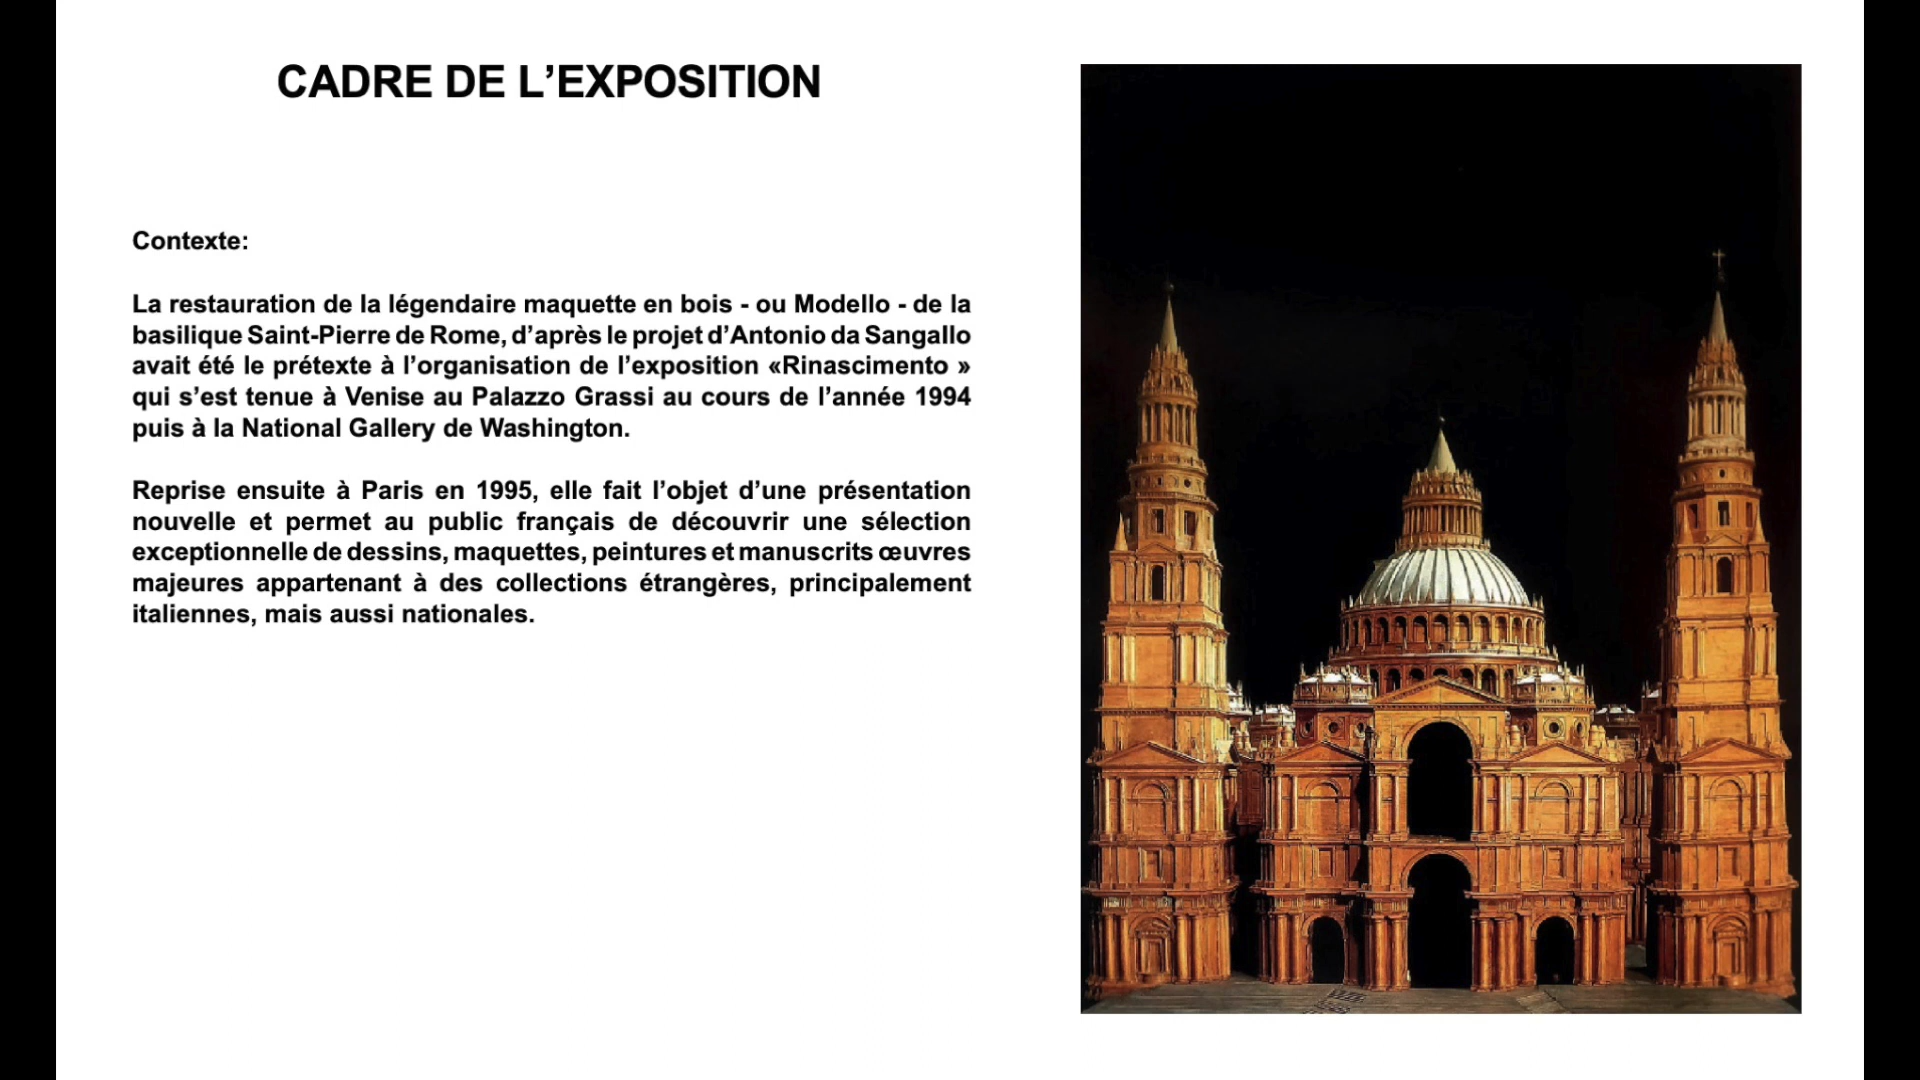 CADRE DE L’EXPOSITION
Contexte:
La restauration de la légendaire maquette en bois - ou Modello - de la
basilique Saint-Pierre de Rome, d’après le projet d’Antonio da Sangallo
avait été le prétexte à l’organisation de l’exposition «Rinascimento »
qui s’est tenue à Venise au Palazzo Grassi au cours de l’année 1994
puis à la National Gallery de Washington.
Reprise ensuite à Paris en 1995, elle fait l’objet d’une présentation
nouvelle et permet au public français de découvrir une sélection
exceptionnelle de dessins, maquettes, peintures et manuscrits œuvres
majeures appartenant à des collections étrangères, principalement
italiennes, mais aussi nationales.